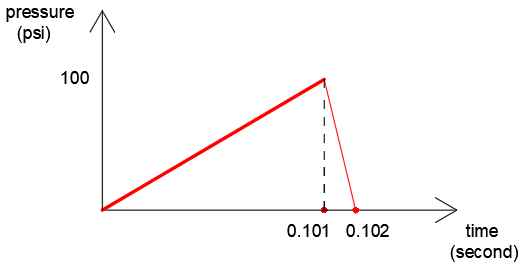 pressure
(psi)
100
0.101
0.102
time
(second)